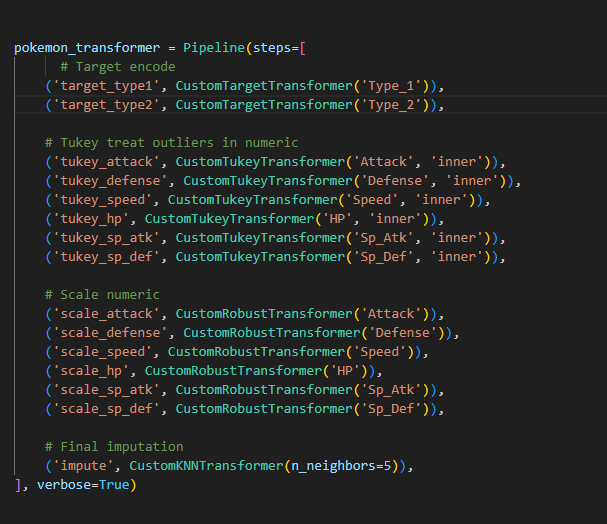 pokemon_transformer = Pipeline(steps=[
        # Target encode
    ('target_type1', CustomTargetTransformer('Type_1')),
    ('target_type2', CustomTargetTransformer('Type_2')),

    # Tukey treat outliers in numeric
    ('tukey_attack', CustomTukeyTransformer('Attack', 'inner')),
    ('tukey_defense', CustomTukeyTransformer('Defense', 'inner')),
    ('tukey_speed', CustomTukeyTransformer('Speed', 'inner')),
    ('tukey_hp', CustomTukeyTransformer('HP', 'inner')),
    ('tukey_sp_atk', CustomTukeyTransformer('Sp_Atk', 'inner')),
    ('tukey_sp_def', CustomTukeyTransformer('Sp_Def', 'inner')),

    # Scale numeric
    ('scale_attack', CustomRobustTransformer('Attack')),
    ('scale_defense', CustomRobustTransformer('Defense')),
    ('scale_speed', CustomRobustTransformer('Speed')),
    ('scale_hp', CustomRobustTransformer('HP')),
    ('scale_sp_atk', CustomRobustTransformer('Sp_Atk')),
    ('scale_sp_def', CustomRobustTransformer('Sp_Def')),

    # Final imputation
    ('impute', CustomKNNTransformer(n_neighbors=5)),
], verbose=True)